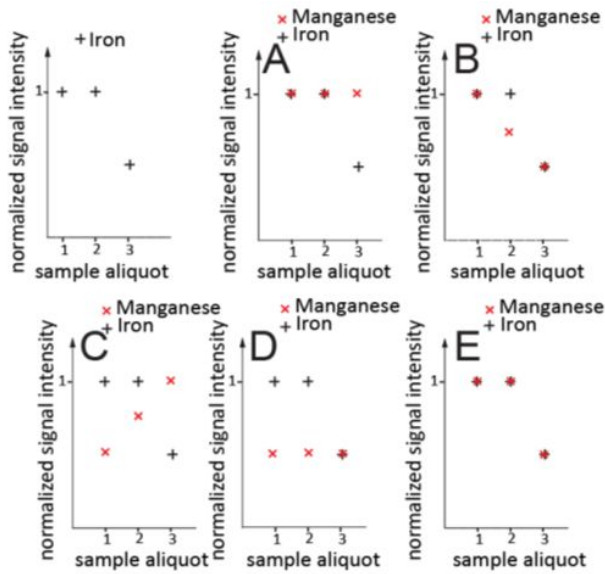 +Iron
normalized signal intensity
1
1 2 3
sample aliquot
× Manganese
+ Iron
A
normalized signal intensity
1
1 2 3
sample aliquot
× Manganese
+ Iron
B
normalized signal intensity
1
1 2 3
sample aliquot
× Manganese
+ Iron
C
normalized signal intensity
1
1 2 3
sample aliquot
× Manganese
+ Iron
D
normalized signal intensity
1
1 2 3
sample aliquot
× Manganese
+ Iron
E
normalized signal intensity
1
1 2 3
sample aliquot